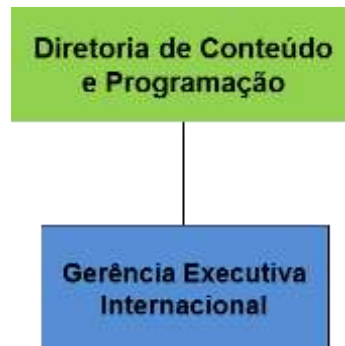 Diretoria de Conteúdo
e Programação
Gerência Executiva
Internacional